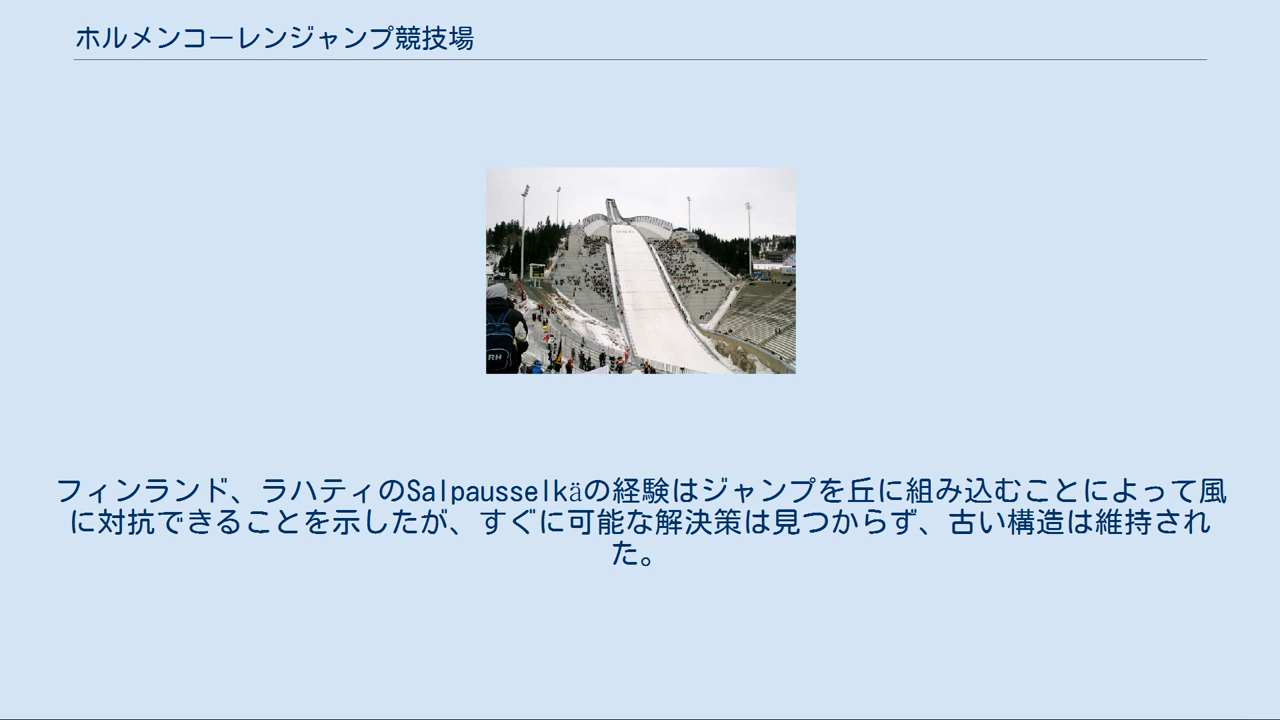 ホルメンコーレンジャンプ競技場
RH
フィンランド、ラハティのSalpausselkäの経験はジャンプを丘に組み込むことによって風
に対抗できることを示したが、すぐに可能な解決策は見つからず、古い構造は維持され
た。